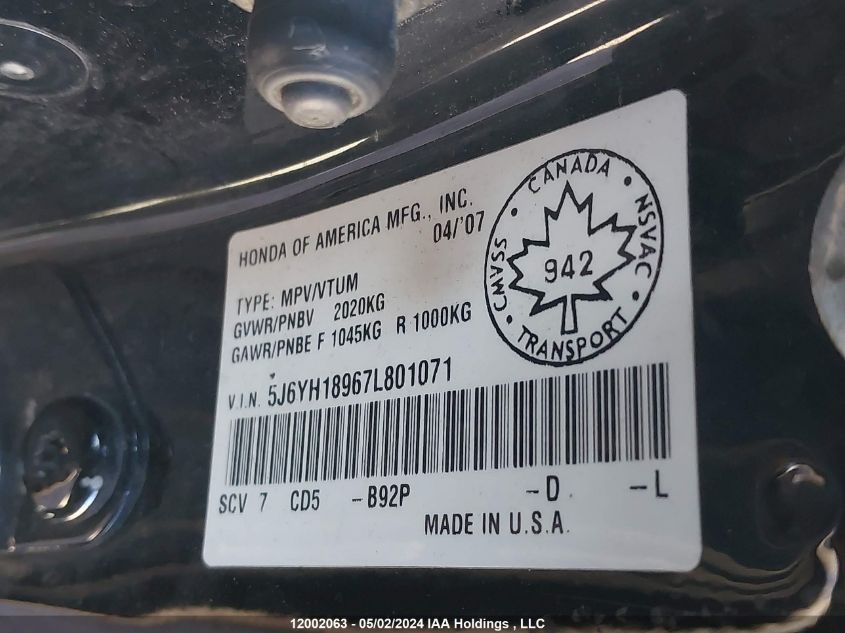 HONDA OF AMERICA MFG., INC.
04/'07
TYPE: MPV/VTUM
GVWR/PNBV 2020KG
GAWR/PNBE F 1045KG R 1000KG
V.I.N. 5J6YH18967L801071
SCV 7 CD5 -B92P -D -L
MADE IN U.S.A.
CANADA
CMVSS
942
NSVAC
TRANSPORT
12002063 - 05/02/2024 IAA Holdings , LLC